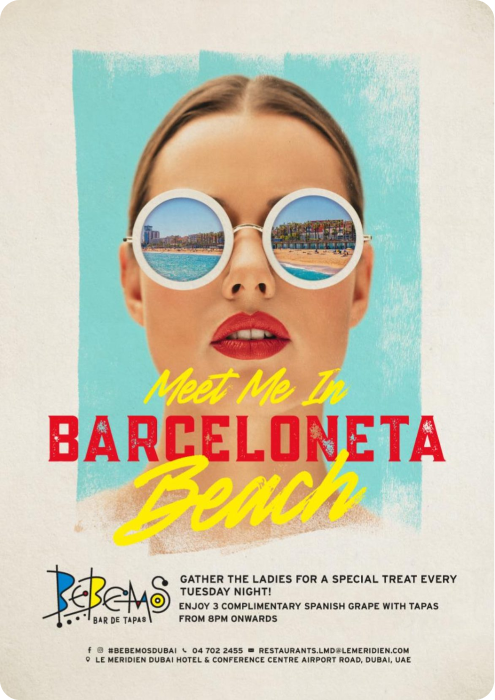 Meet Me In
BARCELONETA
Beach
BEBEMOS
BAR DE TAPAS
GATHER THE LADIES FOR A SPECIAL TREAT EVERY
TUESDAY NIGHT!
ENJOY 3 COMPLIMENTARY SPANISH GRAPE WITH TAPAS
FROM 8PM ONWARDS
#BEBEMOSDUBAI 04 702 2455 RESTAURANTS.LMD@LEMERIDIEN.COM
LE MERIDIEN DUBAI HOTEL & CONFERENCE CENTRE AIRPORT ROAD, DUBAI, UAE